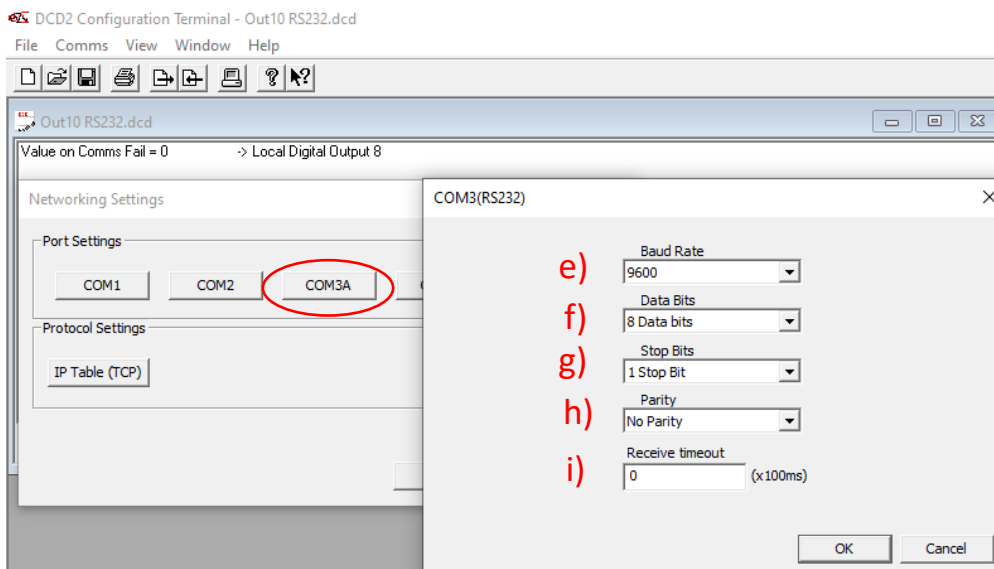 DCD2 Configuration Terminal - Out10 RS232.dcd
File Comms View Window Help
Out10 RS232.dcd
Value on Comms Fail = 0 -> Local Digital Output 8
Networking Settings
COM3(RS232)
Port Settings
COM1 COM2 COM3A
Protocol Settings
IP Table (TCP)
Baud Rate
e) 9600
Data Bits
f) 8 Data bits
Stop Bits
g) 1 Stop Bit
Parity
h) No Parity
Receive timeout
i) 0 (x100ms)
OK Cancel